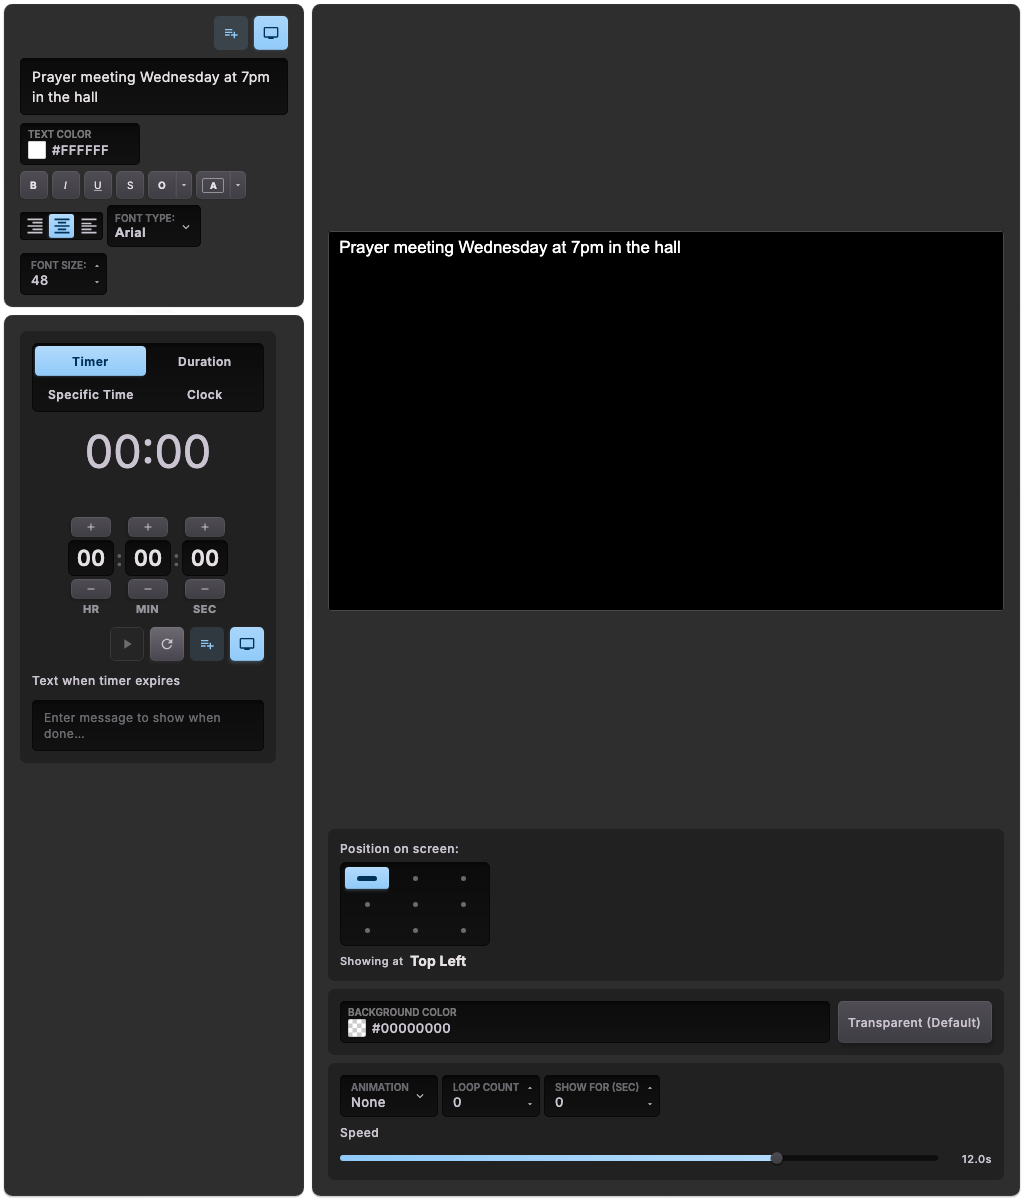 Prayer meeting Wednesday at 7pm
in the hall
TEXT COLOR
#FFFFFF
B I U S O A
FONT TYPE:
Arial
FONT SIZE:
48
Timer Duration
Specific Time Clock
00:00
+ + +
00 : 00 : 00
− − −
HR MIN SEC
Text when timer expires
Enter message to show when
done...
Prayer meeting Wednesday at 7pm in the hall
Position on screen:
Showing at Top Left
BACKGROUND COLOR
#00000000
Transparent (Default)
ANIMATION LOOP COUNT SHOW FOR (SEC)
None 0 0
Speed
12.0s